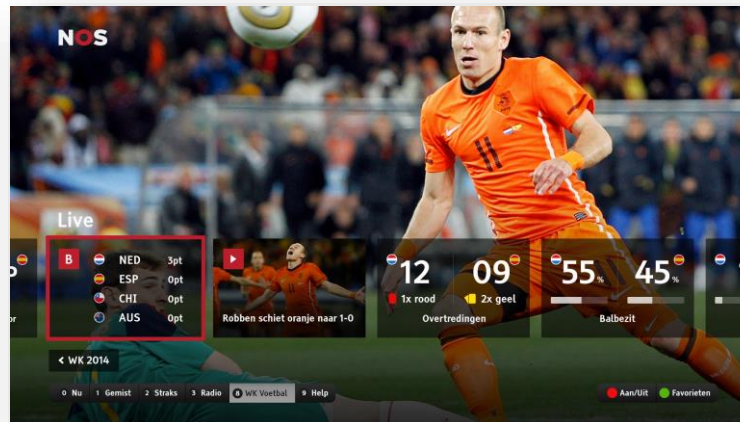 NOS
11
Live
B
NED 3pt
ESP 0pt
CHI 0pt
AUS 0pt
Robben schiet oranje naar 1-0
12 09
1x rood 2x geel
Overtredingen
55% 45%
Balbezit
< WK 2014
0 Nu 1 Gemist 2 Straks 3 Radio 8 WK Voetbal 9 Help
Aan/Uit Favorieten